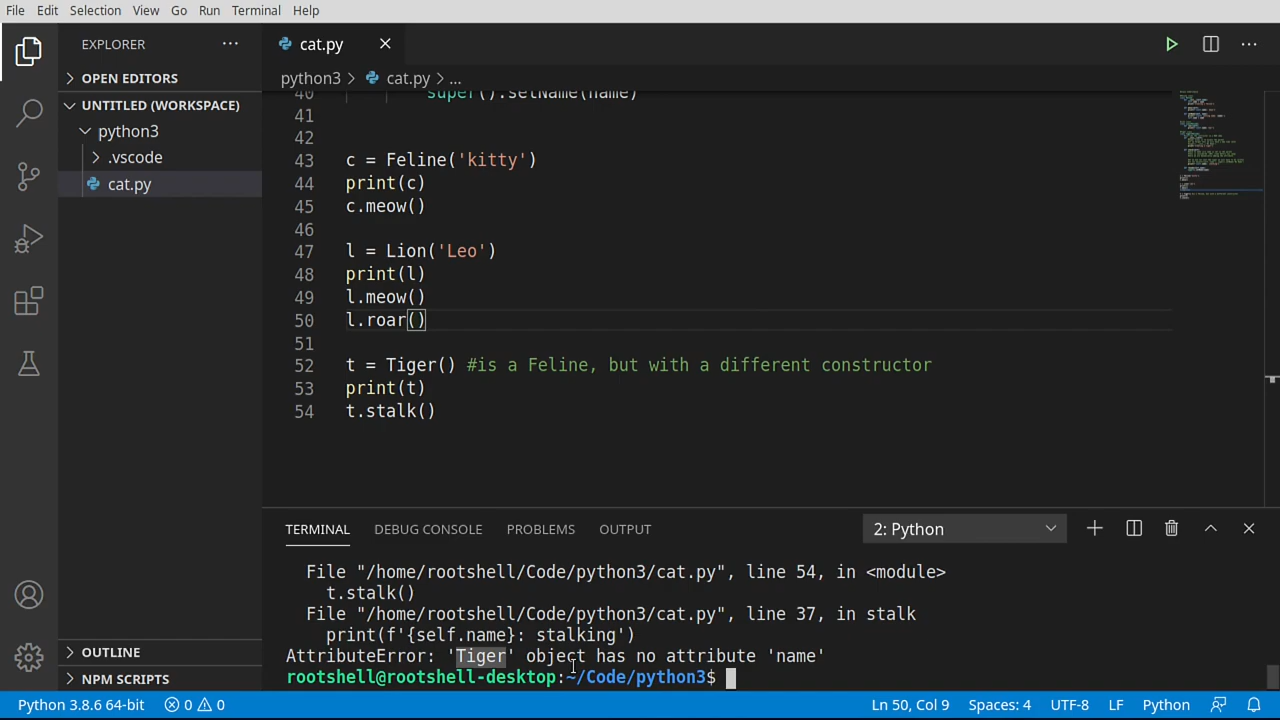 File Edit Selection View Go Run Terminal Help
EXPLORER
cat.py
OPEN EDITORS
python3 cat.py ...
UNTITLED (WORKSPACE)
python3
.vscode
cat.py
40 super().setName(name)
41
42
43 c = Feline('kitty')
44 print(c)
45 c.meow()
46
47 l = Lion('Leo')
48 print(l)
49 l.meow()
50 l.roar()
51
52 t = Tiger() #is a Feline, but with a different constructor
53 print(t)
54 t.stalk()
TERMINAL DEBUG CONSOLE PROBLEMS OUTPUT 2: Python
File "/home/rootshell/Code/python3/cat.py", line 54, in <module>
t.stalk()
File "/home/rootshell/Code/python3/cat.py", line 37, in stalk
print(f'{self.name}: stalking')
AttributeError: 'Tiger' object has no attribute 'name'
rootshell@rootshell-desktop:~/Code/python3$
OUTLINE
NPM SCRIPTS
Python 3.8.6 64-bit 0 0 Ln 50, Col 9 Spaces: 4 UTF-8 LF Python